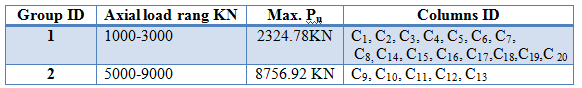 Group ID Axial load rang KN Max. Pu Columns ID
1 1000-3000 2324.78KN C1, C2, C3, C4, C5, C6, C7,
C8, C14, C15, C16, C17,C18,C19,C 20
2 5000-9000 8756.92 KN C9, C10, C11, C12, C13